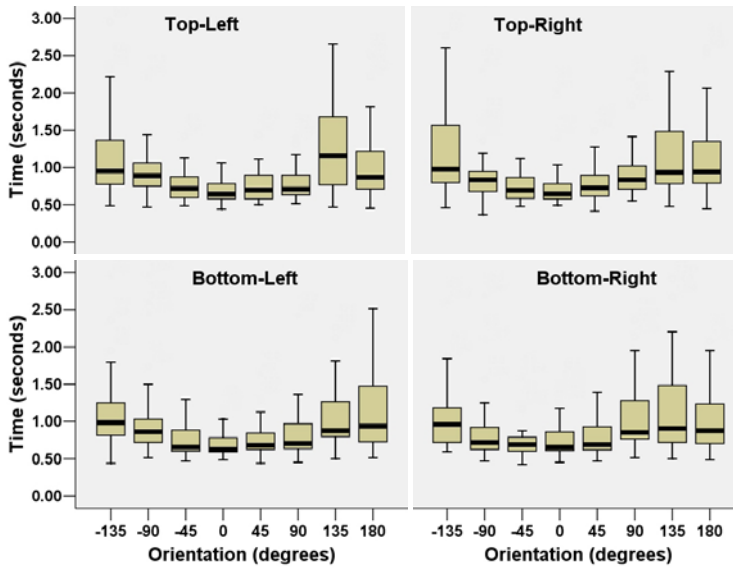 Top-Left
Top-Right
Time (seconds)
3.00
2.50
2.00
1.50
1.00
0.50
0.00
Bottom-Left
Bottom-Right
Time (seconds)
3.00
2.50
2.00
1.50
1.00
0.50
0.00
-135 -90 -45 0 45 90 135 180
-135 -90 -45 0 45 90 135 180
Orientation (degrees)
Orientation (degrees)